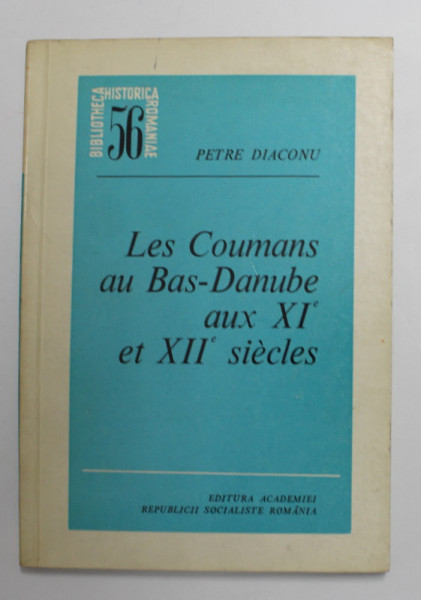 BIBLIOTHECA
HISTORICA
ROMANIAE
56
PETRE DIACONU
Les Coumans
au Bas-Danube
aux XIᵉ
et XIIᵉ siècles
EDITURA ACADEMIEI
REPUBLICII SOCIALISTE ROMÂNIA